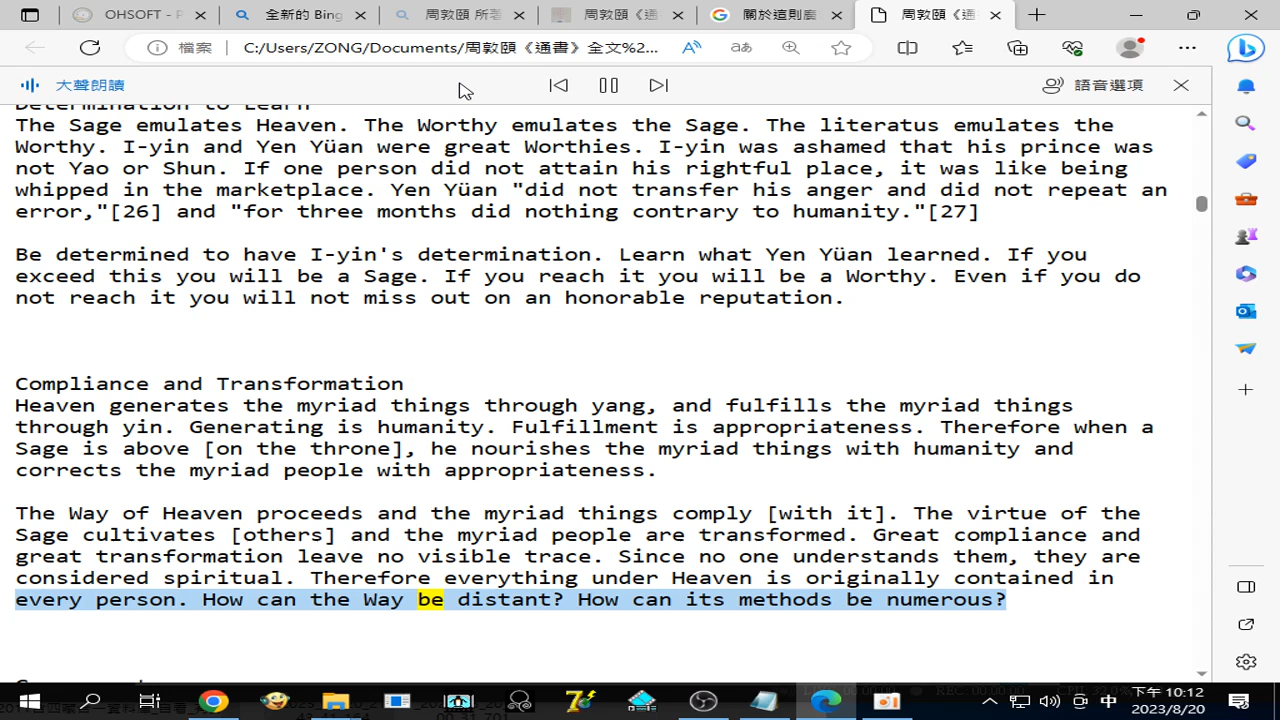 OHSOFT - F
全新的 Bing
周敦頤 所著
周敦頤《通
關於這則廳
周敦頤《通
檔案
C:/Users/ZONG/Documents/周敦頤《通書》全文%2...
大聲朗讀
語音選項
Determination to Learn
The Sage emulates Heaven. The Worthy emulates the Sage. The literatus emulates the
Worthy. I-yin and Yen Yüan were great Worthies. I-yin was ashamed that his prince was
not Yao or Shun. If one person did not attain his rightful place, it was like being
whipped in the marketplace. Yen Yüan "did not transfer his anger and did not repeat an
error,"[26] and "for three months did nothing contrary to humanity."[27]
Be determined to have I-yin's determination. Learn what Yen Yüan learned. If you
exceed this you will be a Sage. If you reach it you will be a Worthy. Even if you do
not reach it you will not miss out on an honorable reputation.
Compliance and Transformation
Heaven generates the myriad things through yang, and fulfills the myriad things
through yin. Generating is humanity. Fulfillment is appropriateness. Therefore when a
Sage is above [on the throne], he nourishes the myriad things with humanity and
corrects the myriad people with appropriateness.
The Way of Heaven proceeds and the myriad things comply [with it]. The virtue of the
Sage cultivates [others] and the myriad people are transformed. Great compliance and
great transformation leave no visible trace. Since no one understands them, they are
considered spiritual. Therefore everything under Heaven is originally contained in
every person. How can the Way be distant? How can its methods be numerous?
中
下午 10:12
2023/8/20